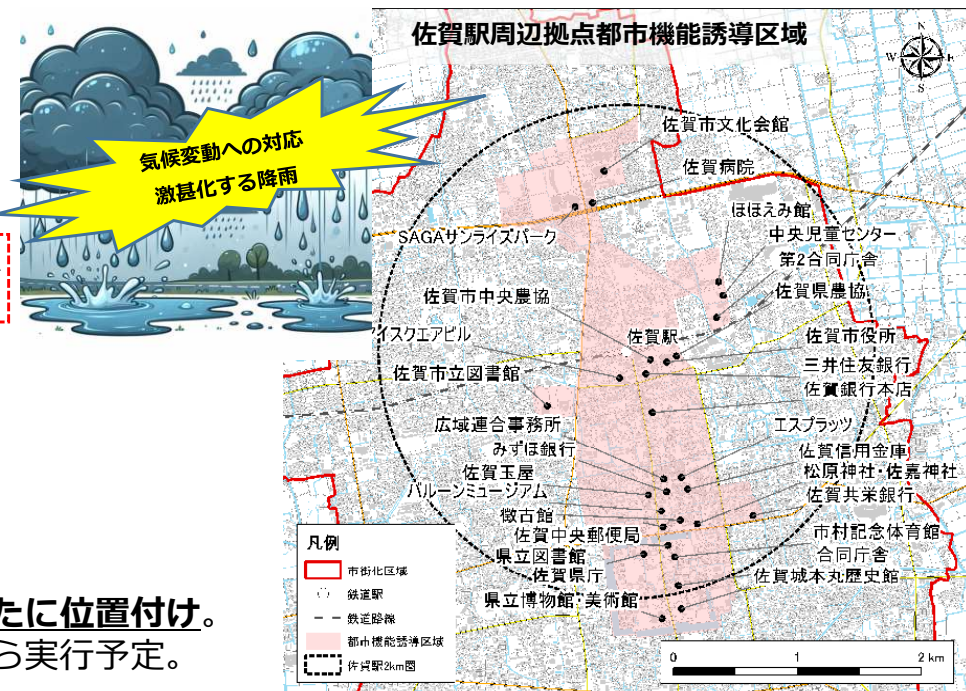 佐賀駅周辺拠点都市機能誘導区域
気候変動への対応
激甚化する降雨
N
W
E
S
佐賀市文化会館
佐賀病院
ほほえみ館
SAGAサンライズパーク
中央児童センター
第2合同庁舎
佐賀市中央農協
佐賀県農協
アイスクエアビル
佐賀駅
佐賀市役所
三井住友銀行
佐賀市立図書館
佐賀銀行本店
広域連合事務所
エスプラッツ
みずほ銀行
佐賀信用金庫
佐賀玉屋
松原神社・佐嘉神社
バルーンミュージアム
佐賀共栄銀行
徴古館
佐賀中央郵便局
市村記念体育館
県立図書館
合同庁舎
佐賀県庁
佐賀城本丸歴史館
県立博物館・美術館
凡例
市街化区域
鉄道駅
鉄道路線
都市機能誘導区域
佐賀駅2km圏
0 1 2 km
たに位置付け。
ら実行予定。